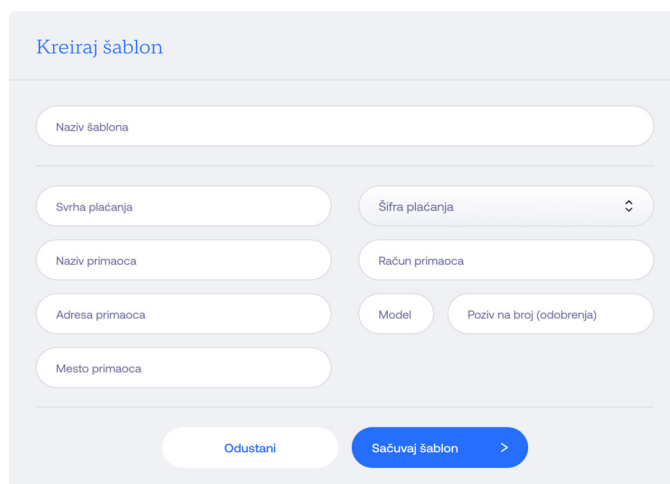 Kreiraj šablon
Naziv šablona
Svrha plaćanja
Šifra plaćanja
Naziv primaoca
Račun primaoca
Adresa primaoca
Model
Poziv na broj (odobrenja)
Mesto primaoca
Odustani
Sačuvaj šablon